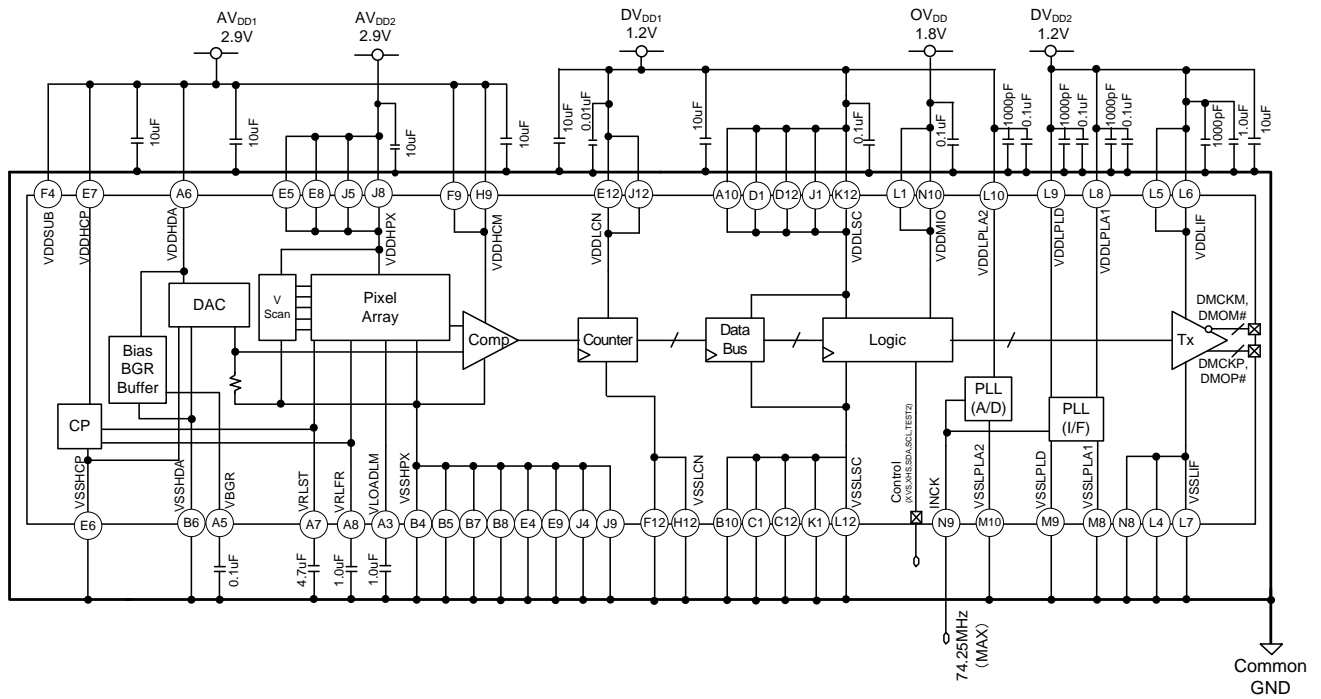 AVDD1
2.9V
AVDD2
2.9V
DVDD1
1.2V
OVDD
1.8V
DVDD2
1.2V
10uF
10uF
10uF
10uF
10uF
0.01uF
10uF
0.1uF
0.1uF
1000pF
0.1uF
1000pF
0.1uF
1000pF
1.0uF
10uF
F4
E7
A6
E5
E8
J5
J8
F9
H9
E12
J12
A10
D1
D12
J1
K12
L1
N10
L10
L9
L8
L5
L6
VDDSUB
VDDHCP
VDDHDA
VDDHPX
VDDHCM
VDDLCN
VDDLSC
VDDMIO
VDDLPLA2
VDDLPLD
VDDLPLA1
VDDLIF
DAC
V
Scan
Pixel
Array
Comp
Counter
Data
Bus
Logic
Tx
DMCKM,
DMOM#
DMCKP,
DMOP#
Bias
BGR
Buffer
CP
PLL
(A/D)
PLL
(I/F)
VSSHCP
VSSHDA
VBGR
VRLST
VRLFR
VLOADLM
VSSHPX
VSSLCN
VSSLSC
Control
(XVS,XHS,SDA,SCL,TEST2)
INCK
VSSLPLA2
VSSLPLD
VSSLPLA1
VSSLIF
E6
B6
A5
A7
A8
A3
B4
B5
B7
B8
E4
E9
J4
J9
F12
H12
B10
C1
C12
K1
L12
N9
M10
M9
M8
N8
L4
L7
0.1uF
4.7uF
1.0uF
1.0uF
74.25MHz
(MAX)
Common
GND